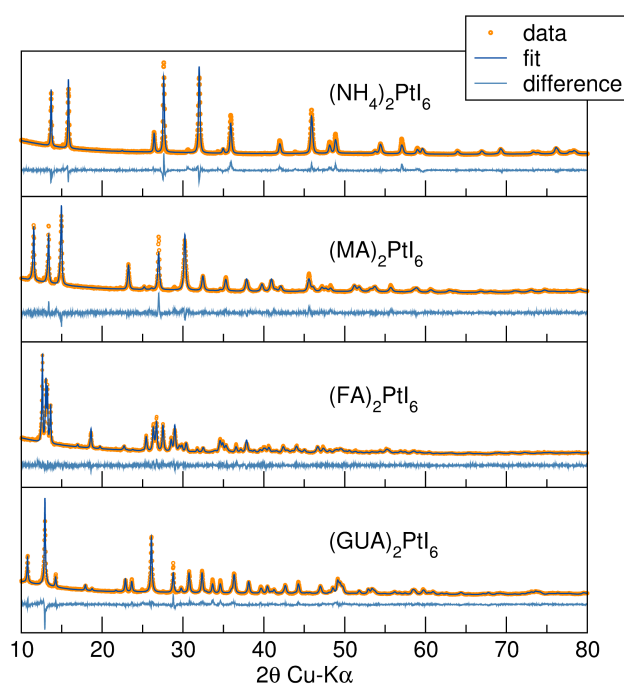 data
fit
difference
(NH₄)₂PtI₆
(MA)₂PtI₆
(FA)₂PtI₆
(GUA)₂PtI₆
10 20 30 40 50 60 70 80
2θ Cu-Kα